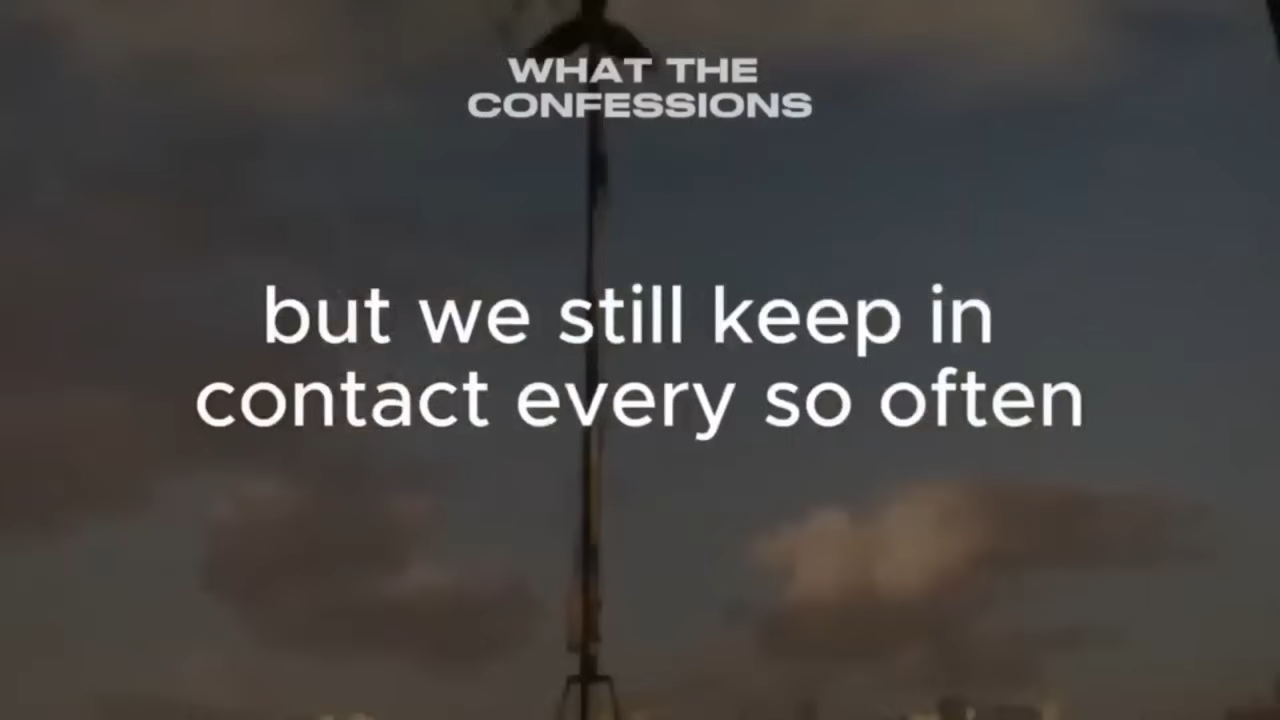 WHAT THE
CONFESSIONS
but we still keep in
contact every so often